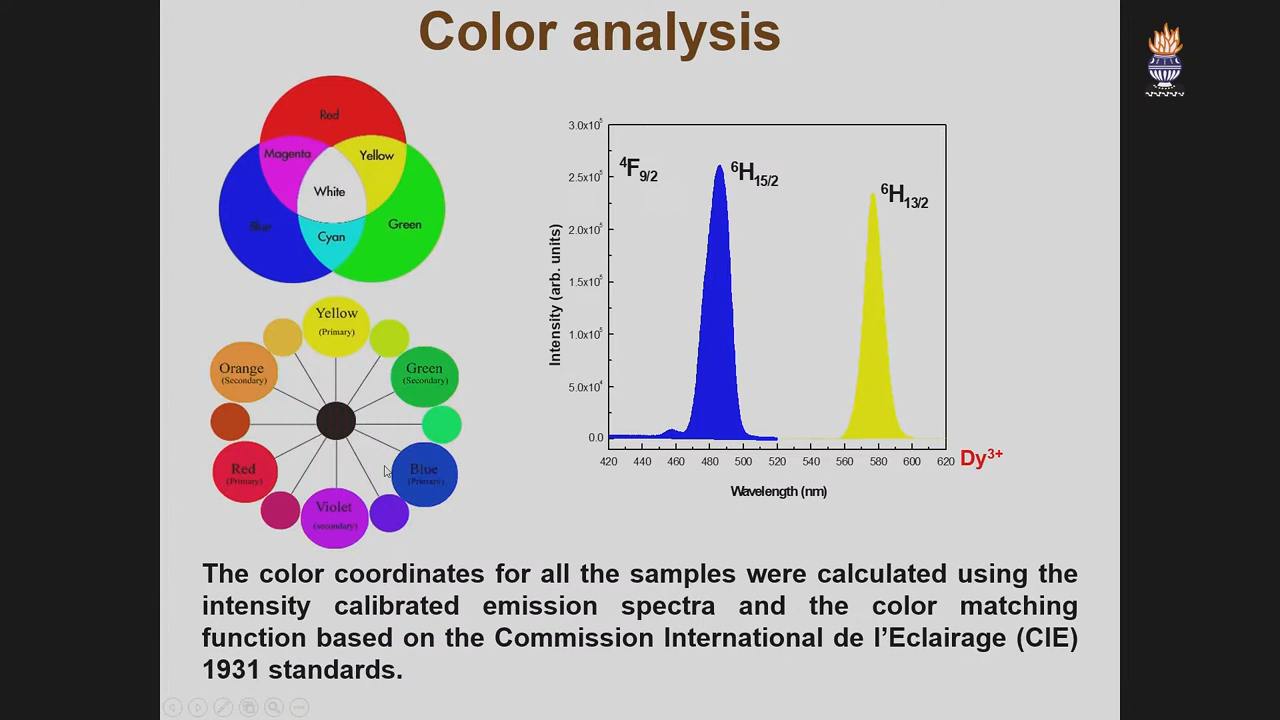 Color analysis
Red
Magenta
Yellow
White
Blue
Green
Cyan
Yellow
(Primary)
Orange
(Secondary)
Green
(Secondary)
Red
(Primary)
Blue
(Primary)
Violet
(secondary)
3.0x10⁵
2.5x10⁵
2.0x10⁵
1.5x10⁵
1.0x10⁵
5.0x10⁴
0.0
Intensity (arb. units)
⁴F9/2
⁶H15/2
⁶H13/2
420 440 460 480 500 520 540 560 580 600 620
Dy³⁺
Wavelength (nm)
The color coordinates for all the samples were calculated using the
intensity calibrated emission spectra and the color matching
function based on the Commission International de l’Eclairage (CIE)
1931 standards.